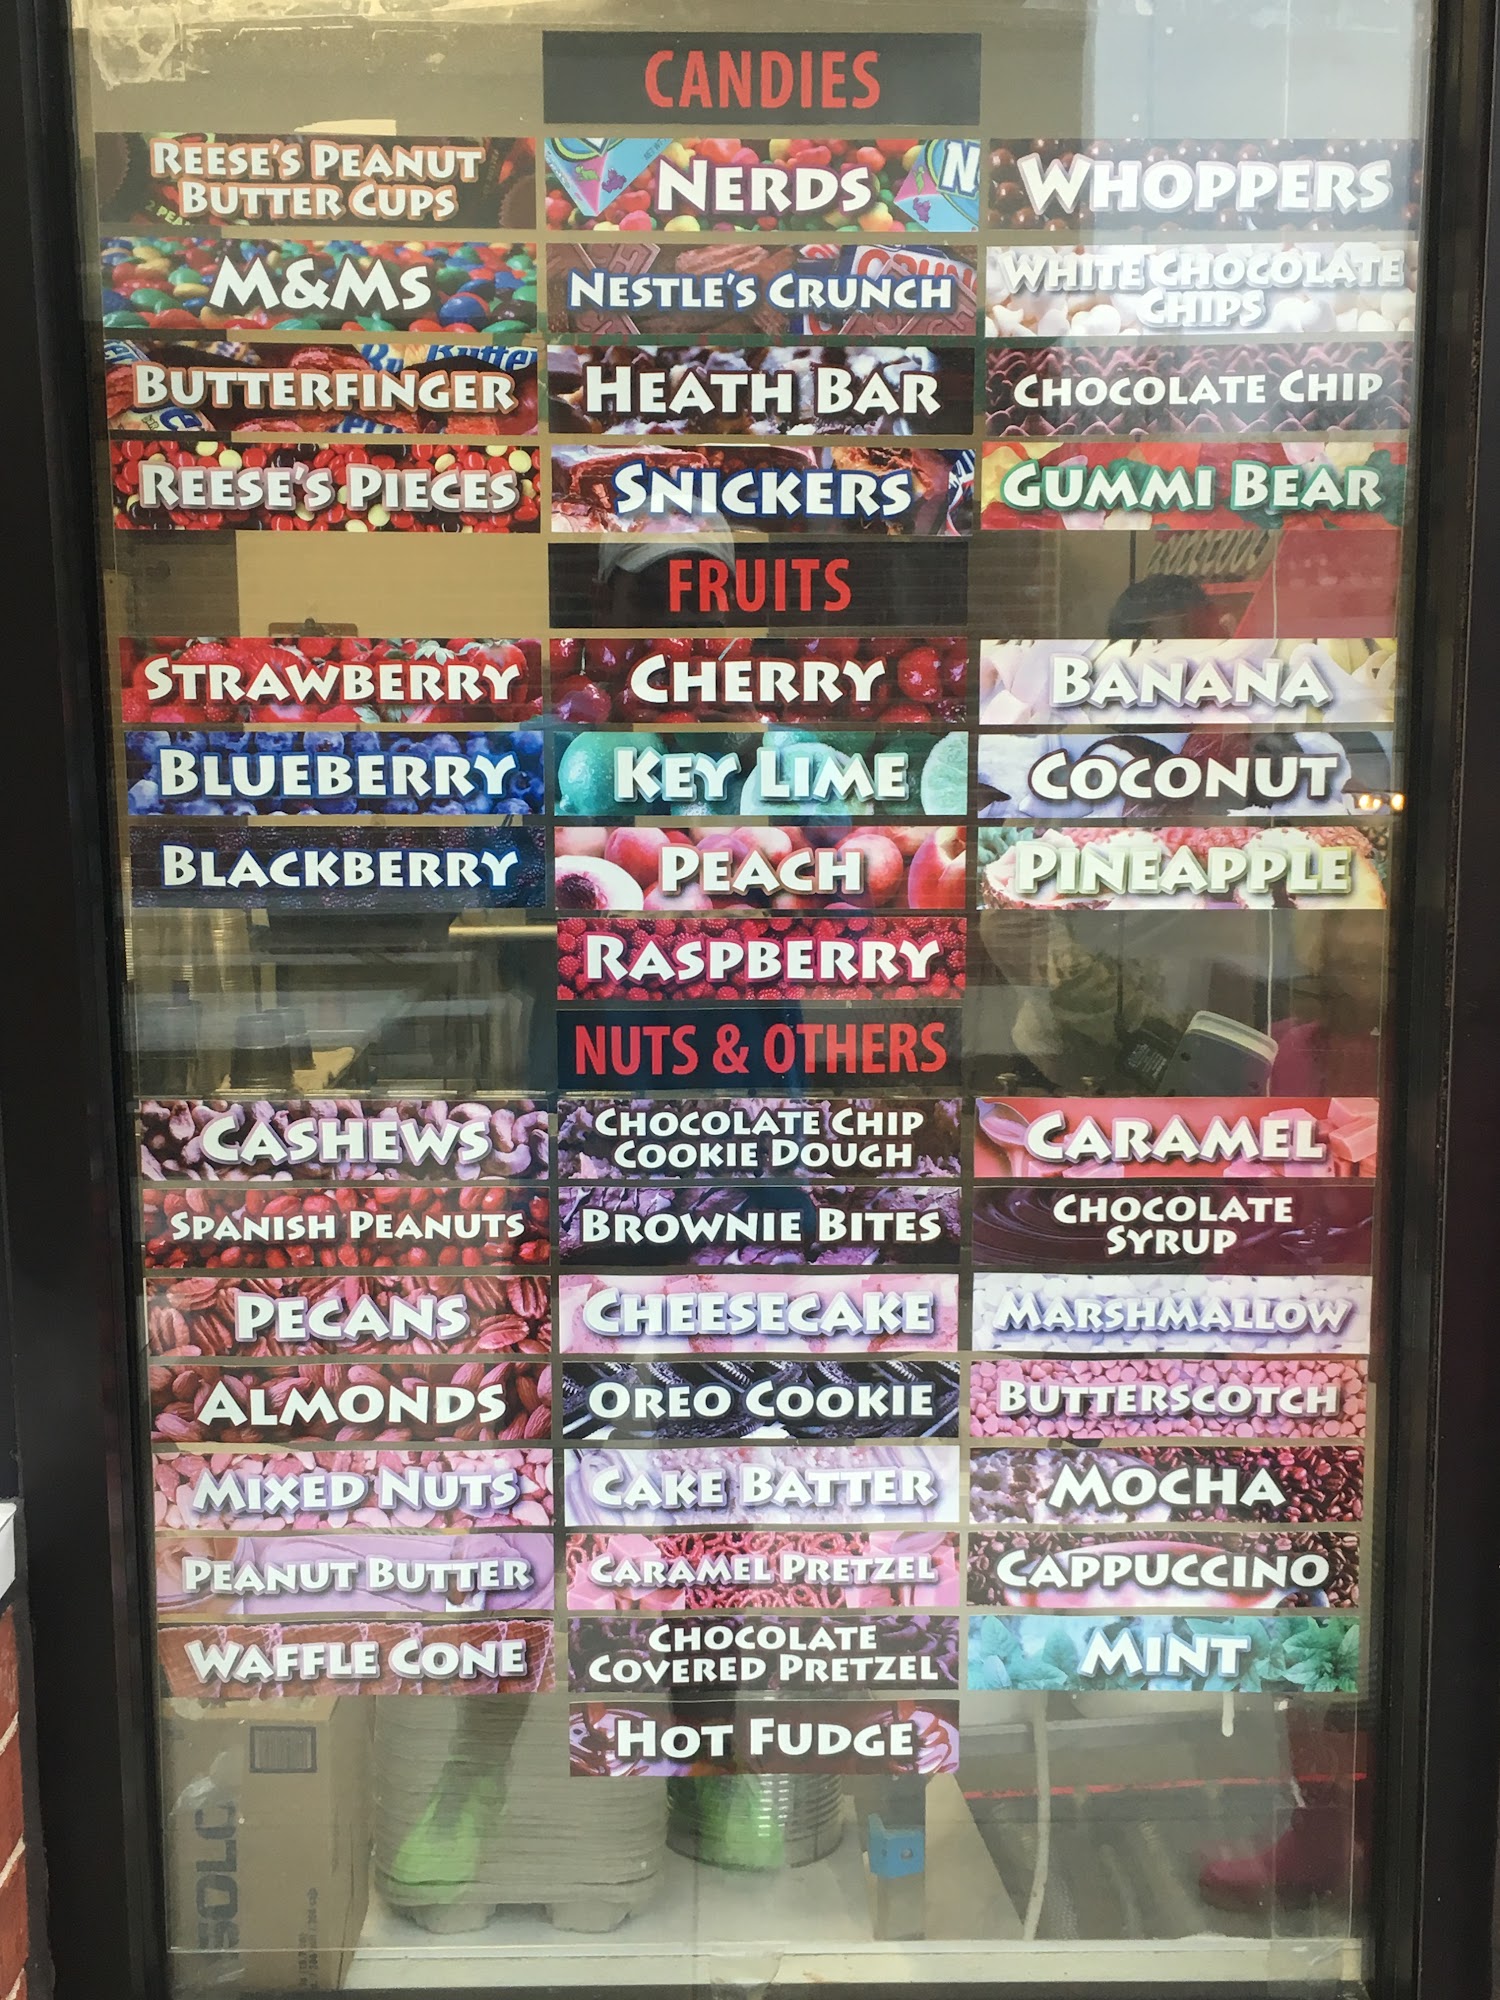 CANDIES
REESE'S PEANUT
BUTTER CUPS
NERDS
WHOPPERS
M&MS
NESTLE'S CRUNCH
WHITE CHOCOLATE
CHIPS
BUTTERFINGER
HEATH BAR
CHOCOLATE CHIP
REESE'S PIECES
SNICKERS
GUMMI BEAR
FRUITS
STRAWBERRY
CHERRY
BANANA
BLUEBERRY
KEY LIME
COCONUT
BLACKBERRY
PEACH
PINEAPPLE
RASPBERRY
NUTS & OTHERS
CASHEWS
CHOCOLATE CHIP
COOKIE DOUGH
CARAMEL
SPANISH PEANUTS
BROWNIE BITES
CHOCOLATE
SYRUP
PECANS
CHEESECAKE
MARSHMALLOW
ALMONDS
OREO COOKIE
BUTTERSCOTCH
MIXED NUTS
CAKE BATTER
MOCHA
PEANUT BUTTER
CARAMEL PRETZEL
CAPPUCCINO
WAFFLE CONE
CHOCOLATE
COVERED PRETZEL
MINT
HOT FUDGE
SOLO